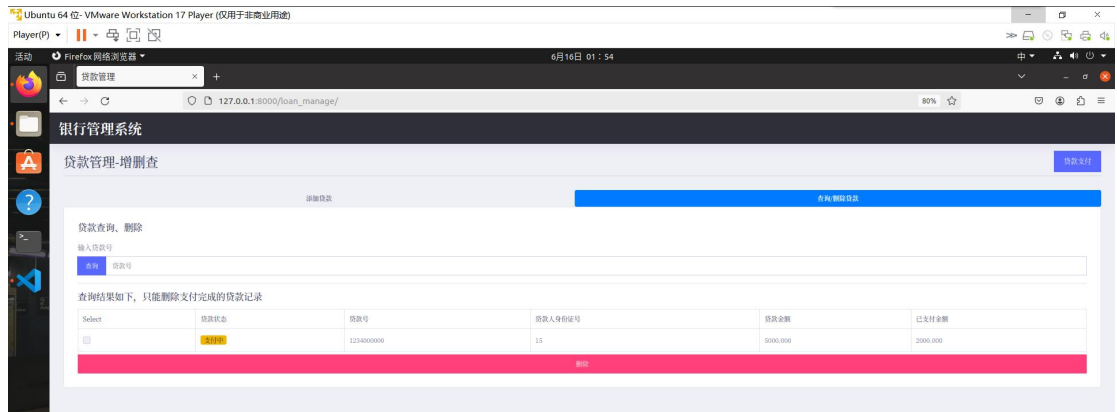 Ubuntu 64 位- VMware Workstation 17 Player (仅用于非商业用途)
Player(P)
活动 Firefox 网络浏览器 6月16日 01：54 中
贷款管理
127.0.0.1:8000/loan_manage/ 80%
银行管理系统
贷款管理-增删查 贷款支付
添加贷款 查询/删除贷款
贷款查询、删除
输入贷款号
查询 贷款号
查询结果如下，只能删除支付完成的贷款记录
Select 贷款状态 贷款号 贷款人身份证号 贷款金额 已支付金额
支付中 1234000000 15 5000.000 2000.000
删除